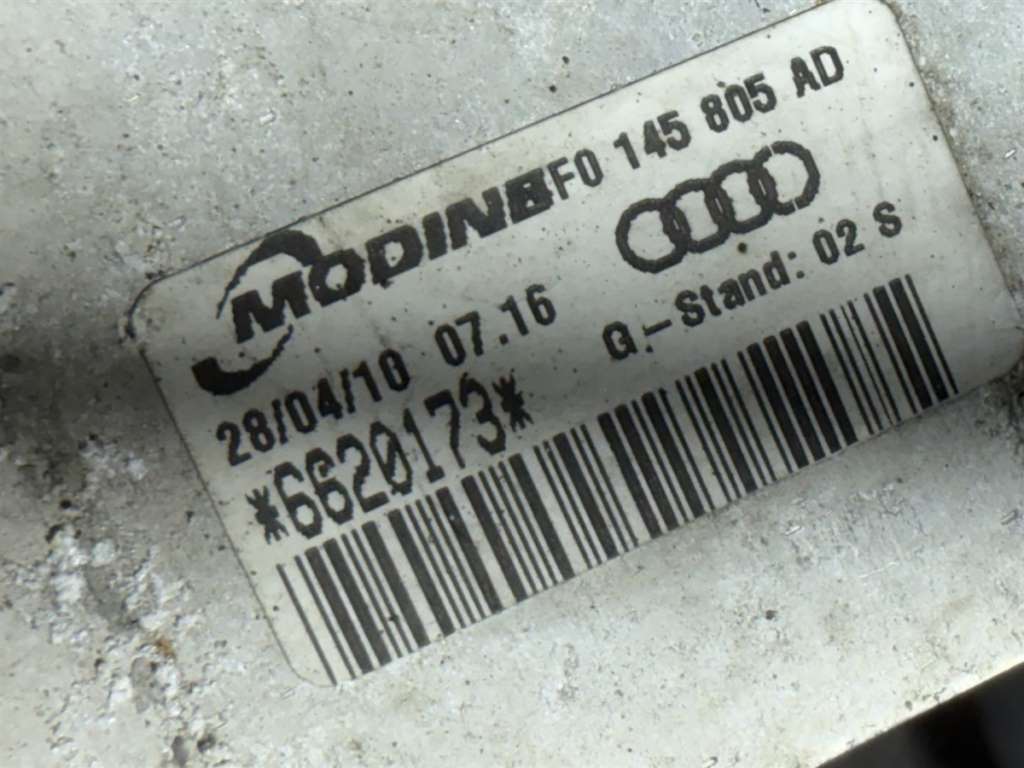 MODINE F0 145 805 AD
28/04/10 07.16 G.-Stand: 02 S
*6620173*